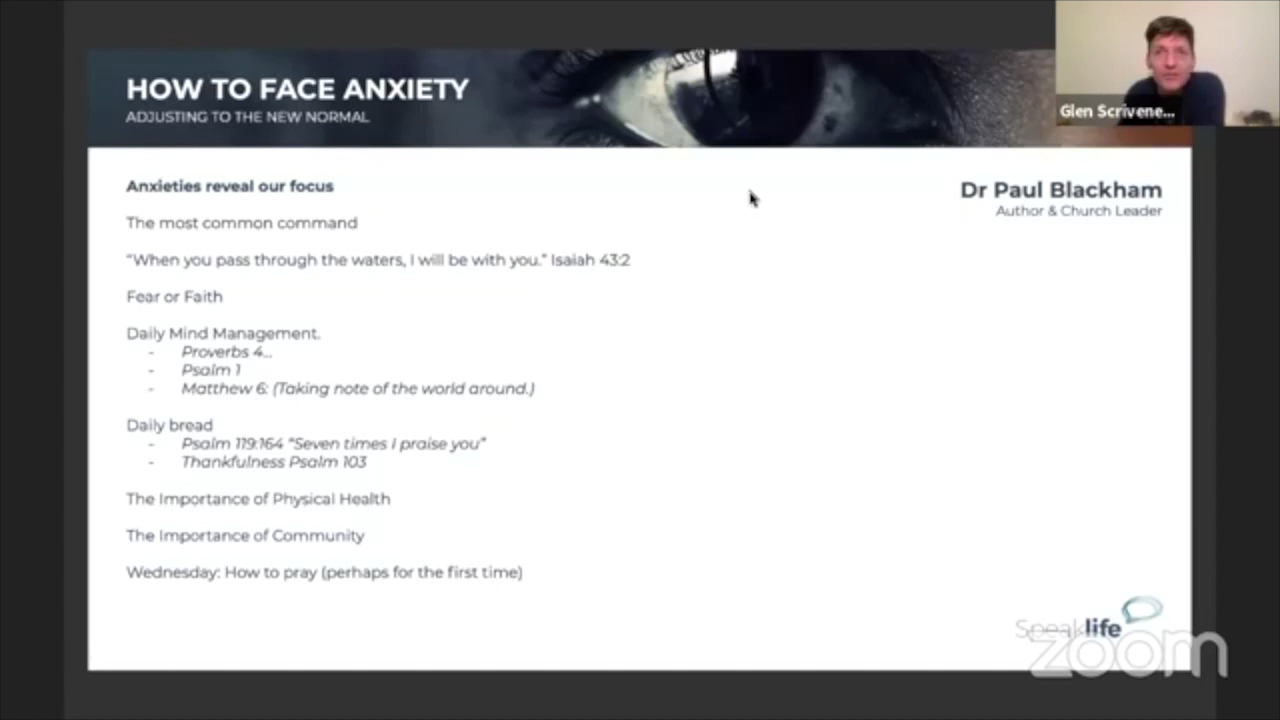 HOW TO FACE ANXIETY
ADJUSTING TO THE NEW NORMAL
Glen Scrivene...
Anxieties reveal our focus
Dr Paul Blackham
Author & Church Leader
The most common command
“When you pass through the waters, I will be with you.” Isaiah 43:2
Fear or Faith
Daily Mind Management.
- Proverbs 4...
- Psalm 1
- Matthew 6: (Taking note of the world around.)
Daily bread
- Psalm 119:164 “Seven times I praise you”
- Thankfulness Psalm 103
The Importance of Physical Health
The Importance of Community
Wednesday: How to pray (perhaps for the first time)
Speaklife
zoom